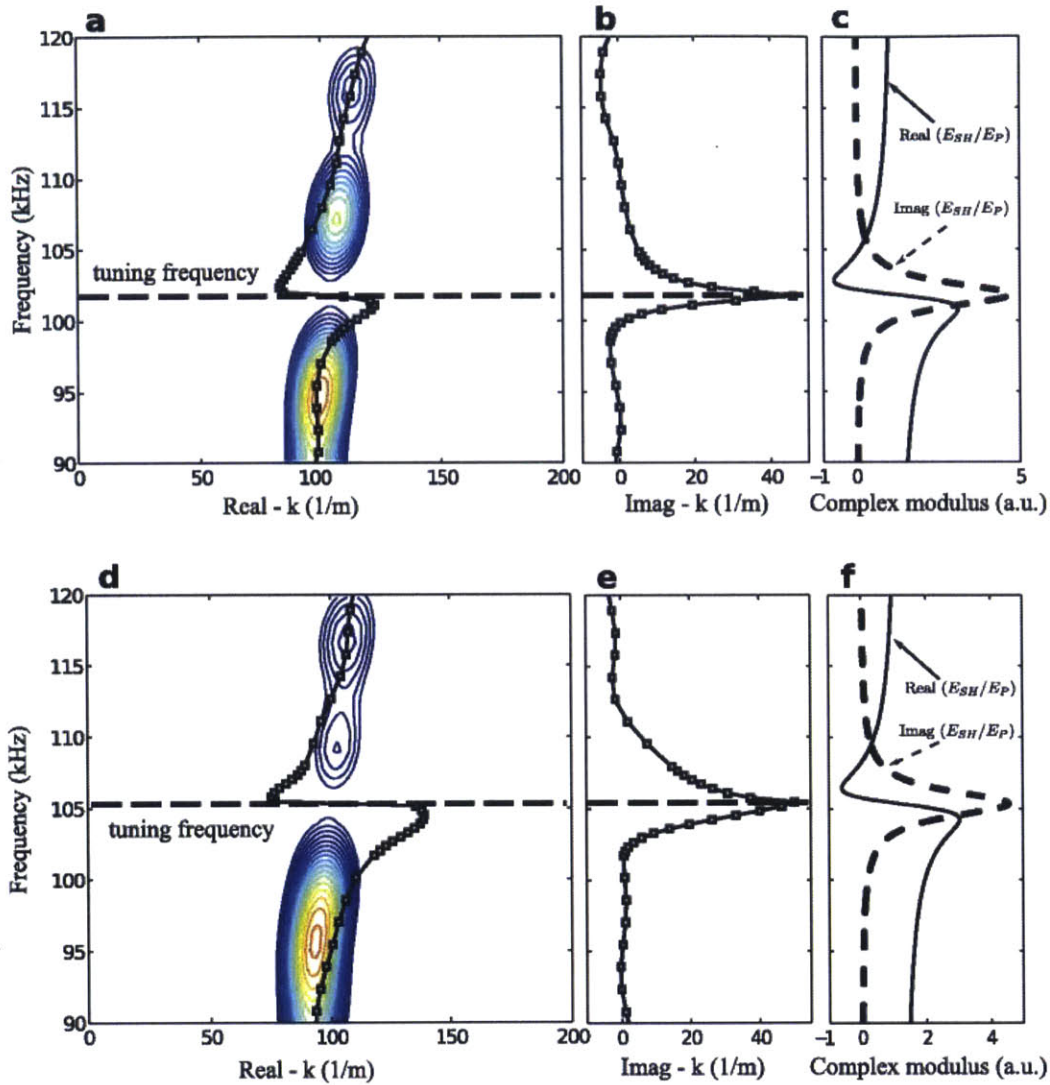 a
b
c
120
115
110
105
100
95
90
Frequency (kHz)
tuning frequency
0
50
100
150
200
Real - k (1/m)
0
20
40
Imag - k (1/m)
Real (E_SH/E_P)
Imag (E_SH/E_P)
-1
0
5
Complex modulus (a.u.)
d
e
f
120
115
110
105
100
95
90
Frequency (kHz)
tuning frequency
0
50
100
150
200
Real - k (1/m)
0
20
40
Imag - k (1/m)
Real (E_SH/E_P)
Imag (E_SH/E_P)
-1
0
2
4
Complex modulus (a.u.)